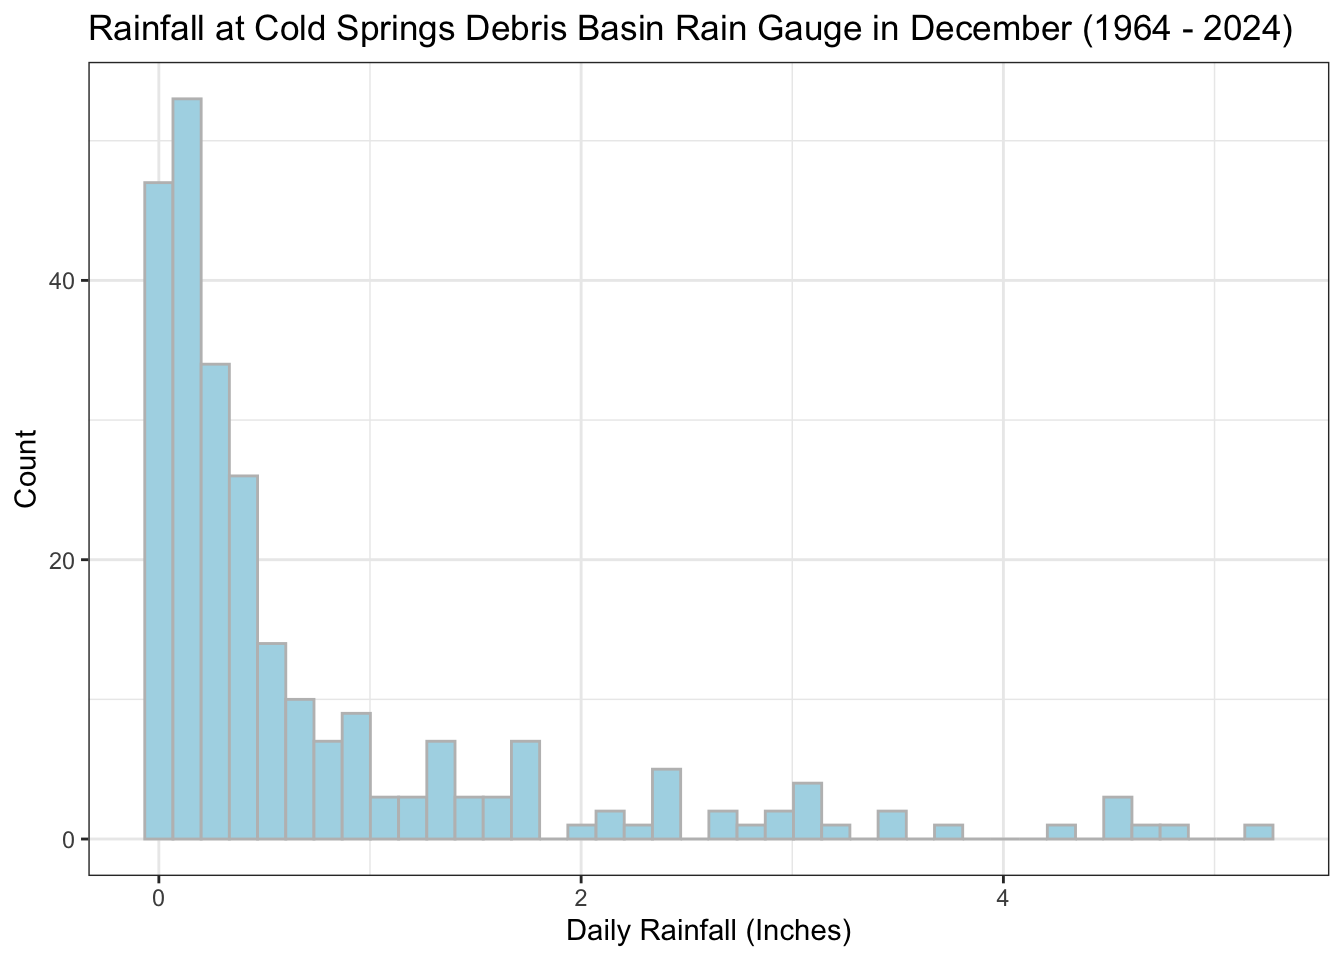 Rainfall at Cold Springs Debris Basin Rain Gauge in December (1964 - 2024)
Count
40
20
0
0 2 4
Daily Rainfall (Inches)